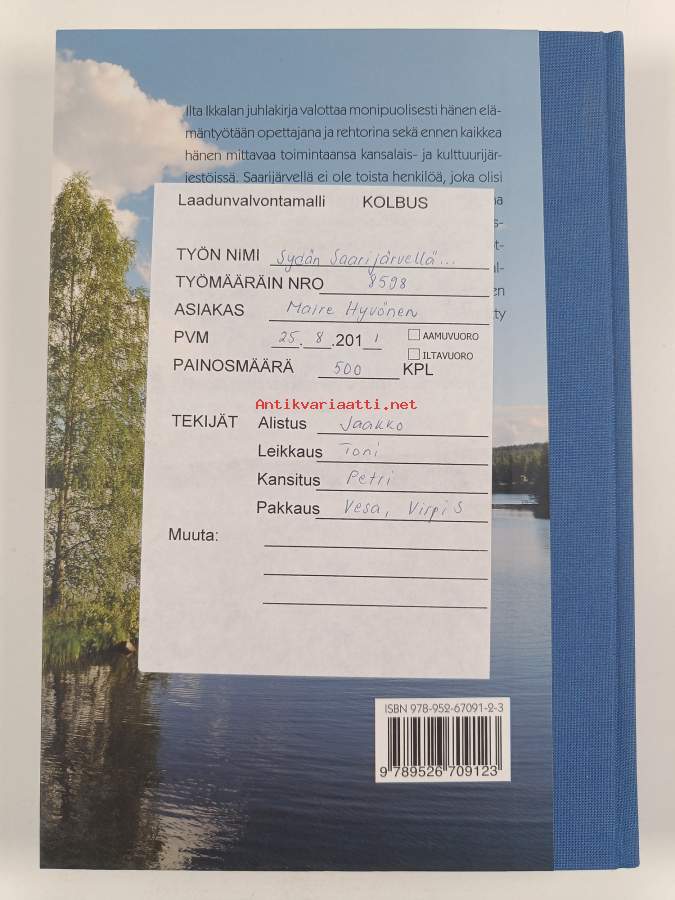 Ilta Ikkalan juhlakirja valottaa monipuolisesti hänen elä-
mäntyötään opettajana ja rehtorina sekä ennen kaikkea
hänen mittavaa toimintaansa kansalais- ja kulttuurijär-
jestöissä. Saarijärvellä ei ole toista henkilöä, joka olisi
Laadunvalvontamalli KOLBUS
TYÖN NIMI Sydän Saarijärvellä...
TYÖMÄÄRÄIN NRO 8598
ASIAKAS Maire Hyvönen
PVM 25.8.2011 AAMUVURO
ILTAVUORO
PAINOSMÄÄRÄ 500 KPL
Antikvariaatti.net
TEKIJÄT Alistus Jaakko
Leikkaus Toni
Kansitus Petri
Pakkaus Vesa, Virpi S
Muuta:
ISBN 978-952-67091-2-3
9 789526 709123